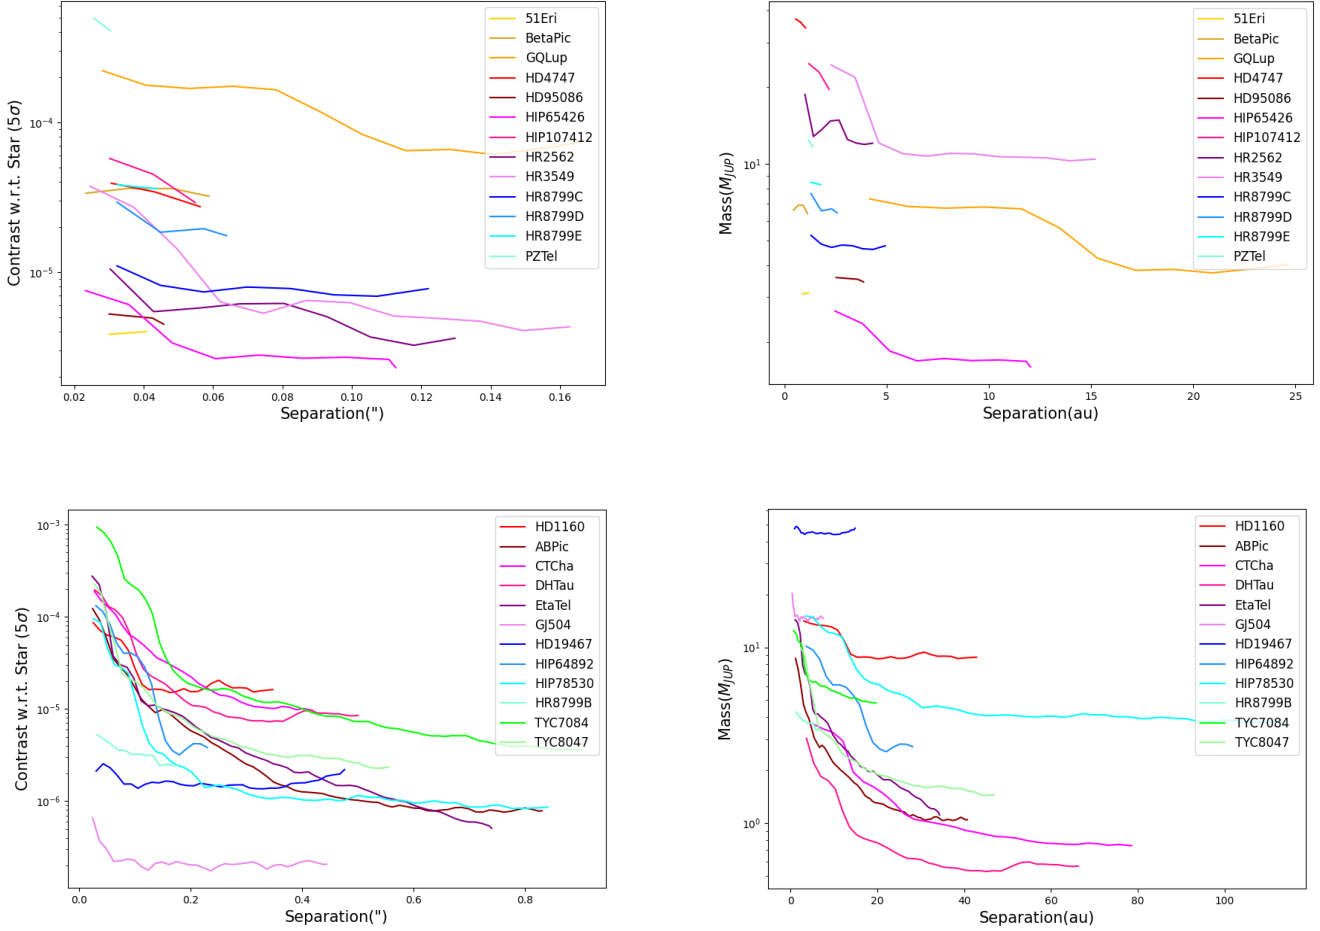 Contrast w.r.t. Star (5σ)
10⁻⁴
10⁻⁵
0.02 0.04 0.06 0.08 0.10 0.12 0.14 0.16
Separation(")
51Eri
BetaPic
GQLup
HD4747
HD95086
HIP65426
HIP107412
HR2562
HR3549
HR8799C
HR8799D
HR8799E
PZTel
Mass(M_JUP)
10¹
0 5 10 15 20 25
Separation(au)
51Eri
BetaPic
GQLup
HD4747
HD95086
HIP65426
HIP107412
HR2562
HR3549
HR8799C
HR8799D
HR8799E
PZTel
Contrast w.r.t. Star (5σ)
10⁻³
10⁻⁴
10⁻⁵
10⁻⁶
0.0 0.2 0.4 0.6 0.8
Separation(")
HD1160
ABPic
CTCha
DHTau
EtaTel
GJ504
HD19467
HIP64892
HIP78530
HR8799B
TYC7084
TYC8047
Mass(M_JUP)
10¹
10⁰
0 20 40 60 80 100
Separation(au)
HD1160
ABPic
CTCha
DHTau
EtaTel
GJ504
HD19467
HIP64892
HIP78530
HR8799B
TYC7084
TYC8047